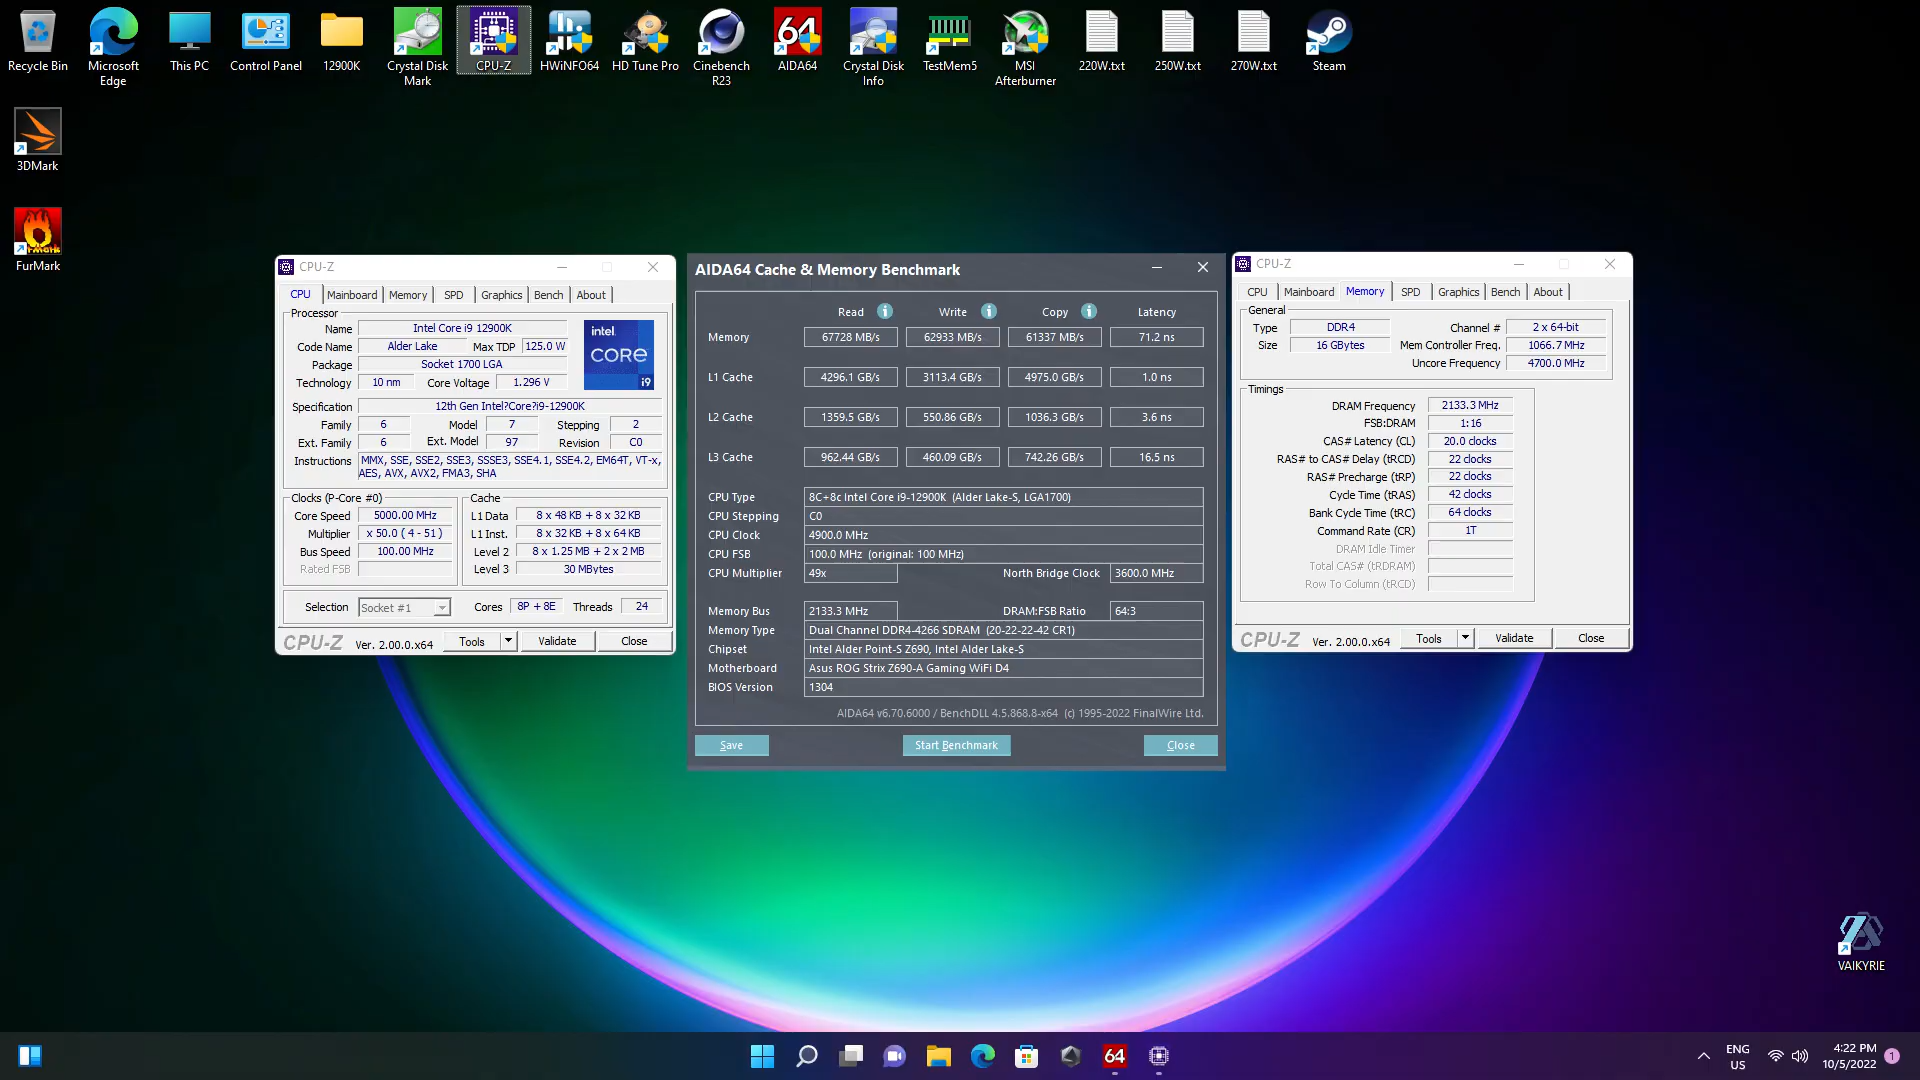 Recycle Bin
Microsoft Edge
This PC
Control Panel
12900K
Crystal Disk Mark
CPU-Z
HWiNFO64
HD Tune Pro
Cinebench R23
AIDA64
Crystal Disk Info
TestMem5
MSI Afterburner
220W.txt
250W.txt
270W.txt
Steam
64
3DMark
FurMark
CPU-Z
CPU Mainboard Memory SPD Graphics Bench About
Processor
Name Intel Core i9 12900K
Code Name Alder Lake Max TDP 125.0 W
Package Socket 1700 LGA
Technology 10 nm Core Voltage 1.296 V
intel. CORE i9
Specification 12th Gen Intel?Core?i9-12900K
Family 6 Model 7 Stepping 2
Ext. Family 6 Ext. Model 97 Revision C0
Instructions MMX, SSE, SSE2, SSE3, SSSE3, SSE4.1, SSE4.2, EM64T, VT-x,
AES, AVX, AVX2, FMA3, SHA
Clocks (P-Core #0)
Core Speed 5000.00 MHz
Multiplier x 50.0 ( 4 - 51 )
Bus Speed 100.00 MHz
Rated FSB
Cache
L1 Data 8 x 48 KB + 8 x 32 KB
L1 Inst. 8 x 32 KB + 8 x 64 KB
Level 2 8 x 1.25 MB + 2 x 2 MB
Level 3 30 MBytes
Selection Socket #1 Cores 8P + 8E Threads 24
CPU-Z Ver. 2.00.0.x64 Tools Validate Close
AIDA64 Cache & Memory Benchmark
Read Write Copy Latency
Memory 67728 MB/s 62933 MB/s 61337 MB/s 71.2 ns
L1 Cache 4296.1 GB/s 3113.4 GB/s 4975.0 GB/s 1.0 ns
L2 Cache 1359.5 GB/s 550.86 GB/s 1036.3 GB/s 3.6 ns
L3 Cache 962.44 GB/s 460.09 GB/s 742.26 GB/s 16.5 ns
CPU Type 8C+8c Intel Core i9-12900K (Alder Lake-S, LGA1700)
CPU Stepping C0
CPU Clock 4900.0 MHz
CPU FSB 100.0 MHz (original: 100 MHz)
CPU Multiplier 49x North Bridge Clock 3600.0 MHz
Memory Bus 2133.3 MHz DRAM:FSB Ratio 64:3
Memory Type Dual Channel DDR4-4266 SDRAM (20-22-22-42 CR1)
Chipset Intel Alder Point-S Z690, Intel Alder Lake-S
Motherboard Asus ROG Strix Z690-A Gaming WiFi D4
BIOS Version 1304
AIDA64 v6.70.6000 / BenchDLL 4.5.868.8-x64 (c) 1995-2022 FinalWire Ltd.
Save Start Benchmark Close
CPU-Z
CPU Mainboard Memory SPD Graphics Bench About
General
Type DDR4 Channel # 2 x 64-bit
Size 16 GBytes Mem Controller Freq. 1066.7 MHz
Uncore Frequency 4700.0 MHz
Timings
DRAM Frequency 2133.3 MHz
FSB:DRAM 1:16
CAS# Latency (CL) 20.0 clocks
RAS# to CAS# Delay (tRCD) 22 clocks
RAS# Precharge (tRP) 22 clocks
Cycle Time (tRAS) 42 clocks
Bank Cycle Time (tRC) 64 clocks
Command Rate (CR) 1T
DRAM Idle Timer
Total CAS# (tRDRAM)
Row To Column (tRCD)
CPU-Z Ver. 2.00.0.x64 Tools Validate Close
VAIKYRIE
64
ENG
US
4:22 PM
10/5/2022
1